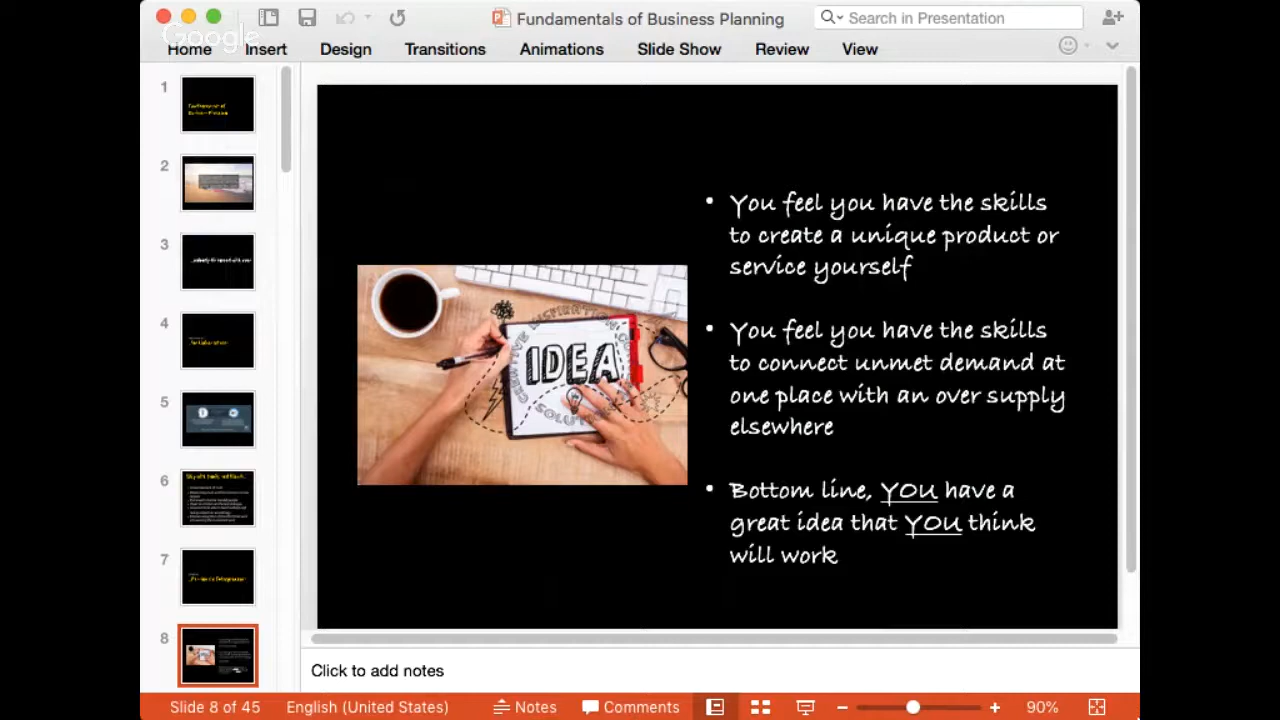 Fundamentals of Business Planning
Search in Presentation
Google
Home Insert Design Transitions Animations Slide Show Review View
1
2
3
4
5
6
7
8
You feel you have the skills
to create a unique product or
service yourself
You feel you have the skills
to connect unmet demand at
one place with an over supply
elsewhere
Bottom line, YOU have a
great idea that YOU think
will work
INSPIRATION
CREATIVE
IDEA
Click to add notes
Slide 8 of 45 English (United States) Notes Comments 90%